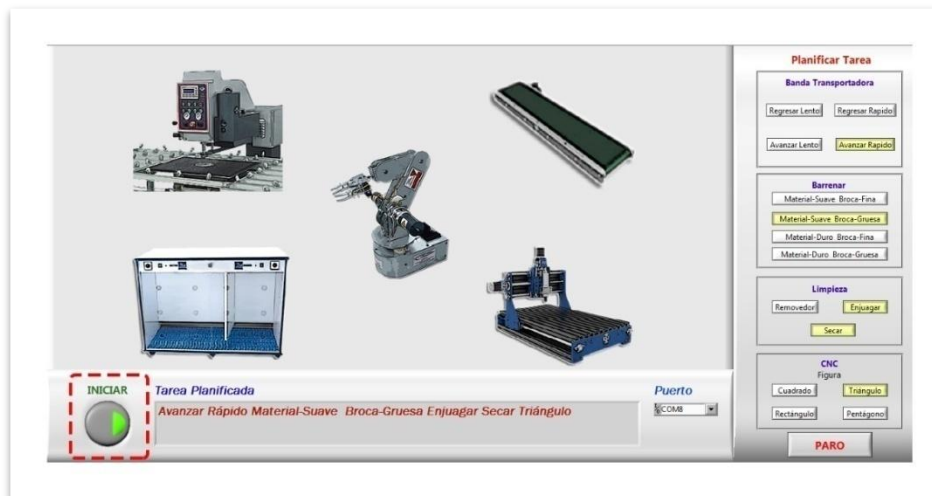 Planificar Tarea
Banda Transportadora
Regresar Lento Regresar Rapido
Avanzar Lento Avanzar Rapido
Barrenar
Material-Suave Broca-Fina
Material-Suave Broca-Gruesa
Material-Duro Broca-Fina
Material-Duro Broca-Gruesa
Limpieza
Removedor Enjuagar
Secar
CNC
Figura
Cuadrado Triángulo
Rectángulo Pentágono
PARO
INICIAR
Tarea Planificada
Avanzar Rápido Material-Suave Broca-Gruesa Enjuagar Secar Triángulo
Puerto
COM8